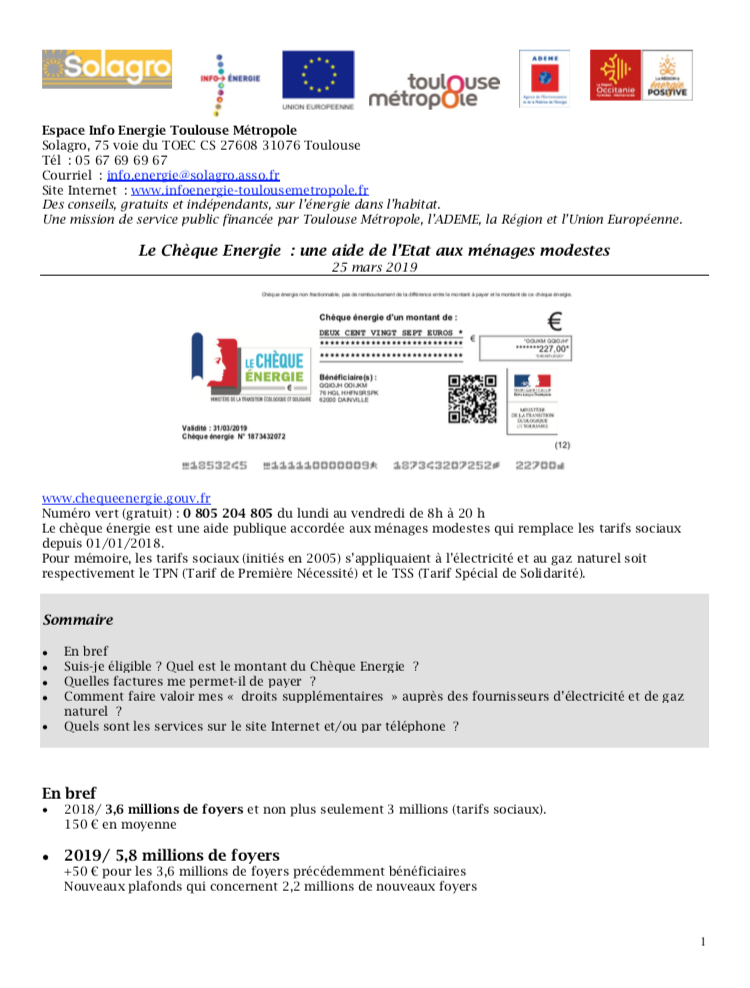 Solagro
INFO ÉNERGIE
UNION EUROPEENNE
toulouse
métropole
ADEME
Agence de l'Environnement
et de la Maîtrise de l'Energie
Occitanie
LA RÉGION À
énergie
POSITIVE
Espace Info Energie Toulouse Métropole
Solagro, 75 voie du TOEC CS 27608 31076 Toulouse
Tél : 05 67 69 69 67
Courriel : info.energie@solagro.asso.fr
Site Internet : www.infoenergie-toulousemetropole.fr
Des conseils, gratuits et indépendants, sur l'énergie dans l'habitat.
Une mission de service public financée par Toulouse Métropole, l'ADEME, la Région et l'Union Européenne.
Le Chèque Energie : une aide de l'Etat aux ménages modestes
25 mars 2019
Chèque énergie non fractionnable, pas de remboursement de la différence entre le montant à payer et le montant de ce chèque énergie.
Chèque énergie d'un montant de :
€
DEUX CENT VINGT SEPT EUROS *
€
*******227,00*
LE CHÈQUE
ÉNERGIE
€
MINISTÈRE DE LA TRANSITION ÉCOLOGIQUE ET SOLIDAIRE
Bénéficiaire(s) :
62000 DAINVILLE
MINISTÈRE
DE LA TRANSITION
ÉCOLOGIQUE
ET SOLIDAIRE
Validité : 31/03/2019
Chèque énergie N° 1873432072
(12)
www.chequeenergie.gouv.fr
Numéro vert (gratuit) : 0 805 204 805 du lundi au vendredi de 8h à 20 h
Le chèque énergie est une aide publique accordée aux ménages modestes qui remplace les tarifs sociaux
depuis 01/01/2018.
Pour mémoire, les tarifs sociaux (initiés en 2005) s'appliquaient à l'électricité et au gaz naturel soit
respectivement le TPN (Tarif de Première Nécessité) et le TSS (Tarif Spécial de Solidarité).
Sommaire
• En bref
• Suis-je éligible ? Quel est le montant du Chèque Energie ?
• Quelles factures me permet-il de payer ?
• Comment faire valoir mes « droits supplémentaires » auprès des fournisseurs d'électricité et de gaz
naturel ?
• Quels sont les services sur le site Internet et/ou par téléphone ?
En bref
• 2018/ 3,6 millions de foyers et non plus seulement 3 millions (tarifs sociaux).
150 € en moyenne
• 2019/ 5,8 millions de foyers
+50 € pour les 3,6 millions de foyers précédemment bénéficiaires
Nouveaux plafonds qui concernent 2,2 millions de nouveaux foyers
1